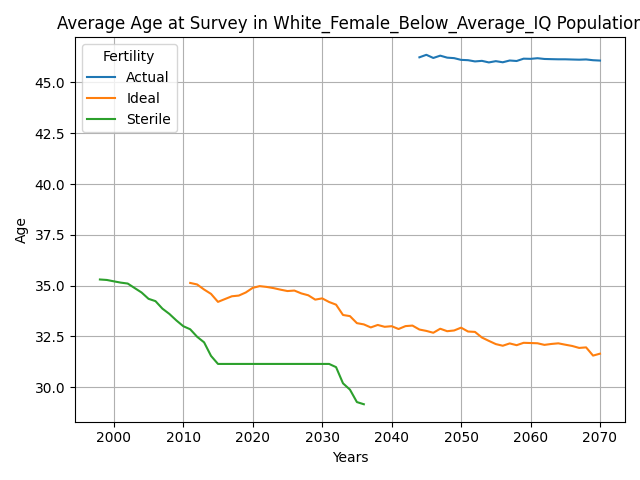 Average Age at Survey in White_Female_Below_Average_IQ Population
Fertility
Actual
Ideal
Sterile
45.0
42.5
40.0
37.5
35.0
32.5
30.0
Age
2000
2010
2020
2030
2040
2050
2060
2070
Years